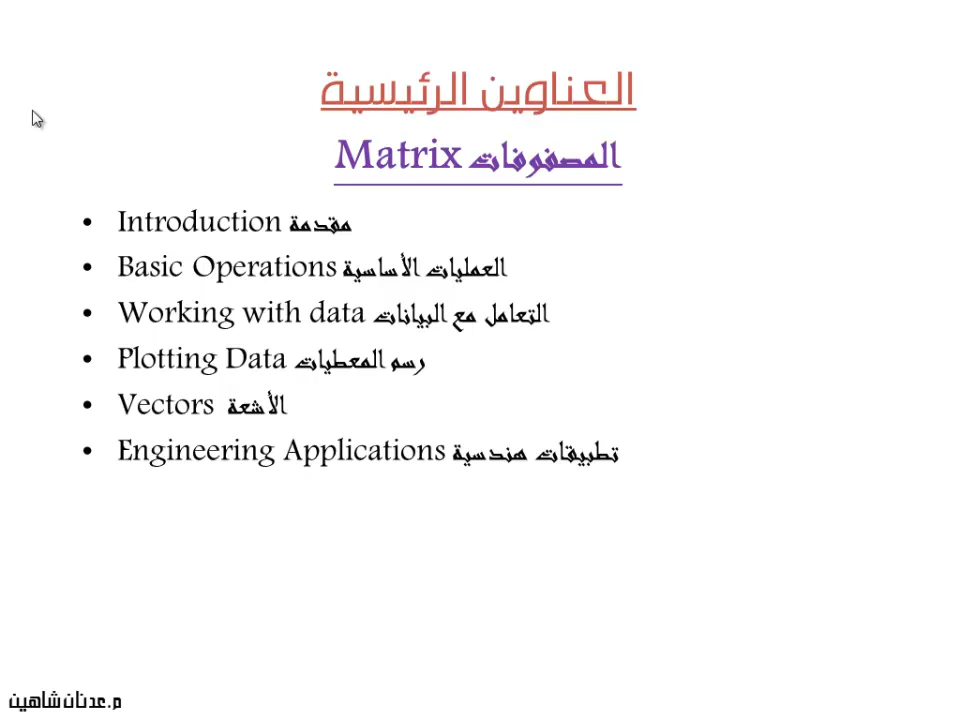 العناوين الرئيسية
Matrix المصفوفات
• Introduction مقدمة
• Basic Operations العمليات الأساسية
• Working with data التعامل مع البيانات
• Plotting Data رسم المعطيات
• Vectors الأشعة
• Engineering Applications تطبيقات هندسية
م.عدنان شاهين